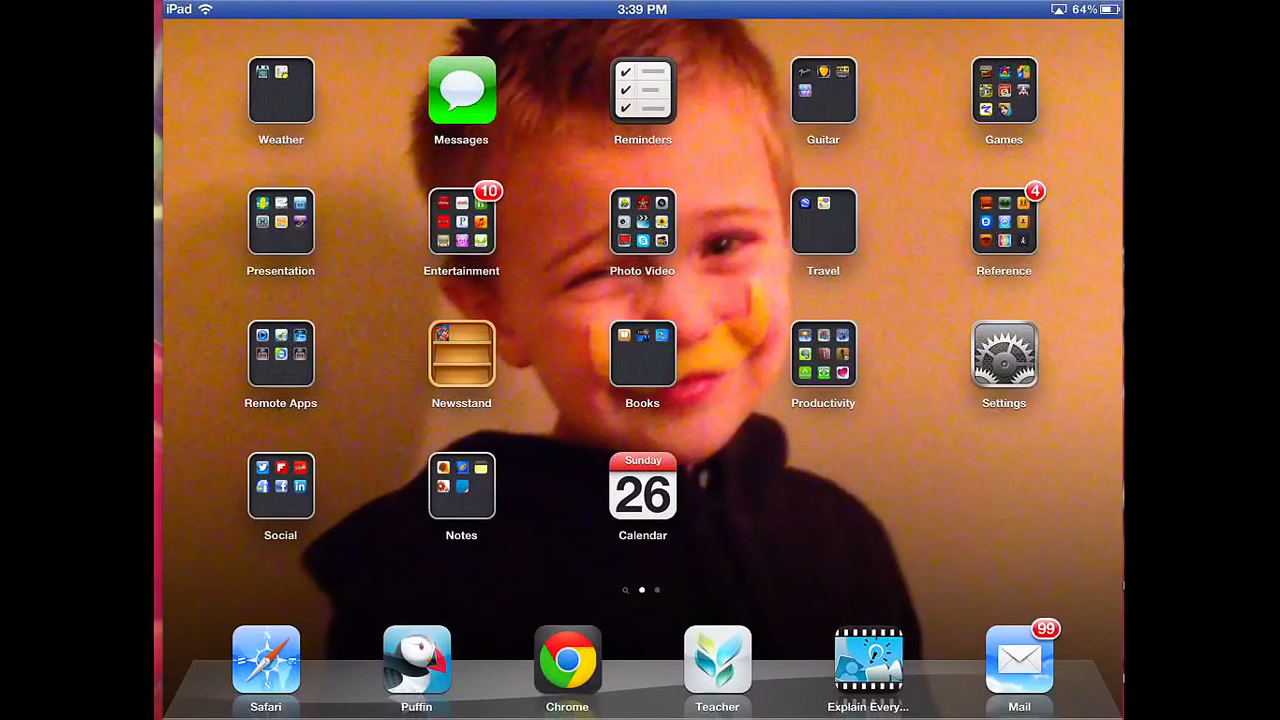 iPad 3:39 PM 64%
Weather Messages Reminders Guitar Games
10 4
Presentation Entertainment Photo Video Travel Reference
Remote Apps Newsstand Books Productivity Settings
Sunday
26
Social Notes Calendar
99
Safari Puffin Chrome Teacher Explain Every... Mail